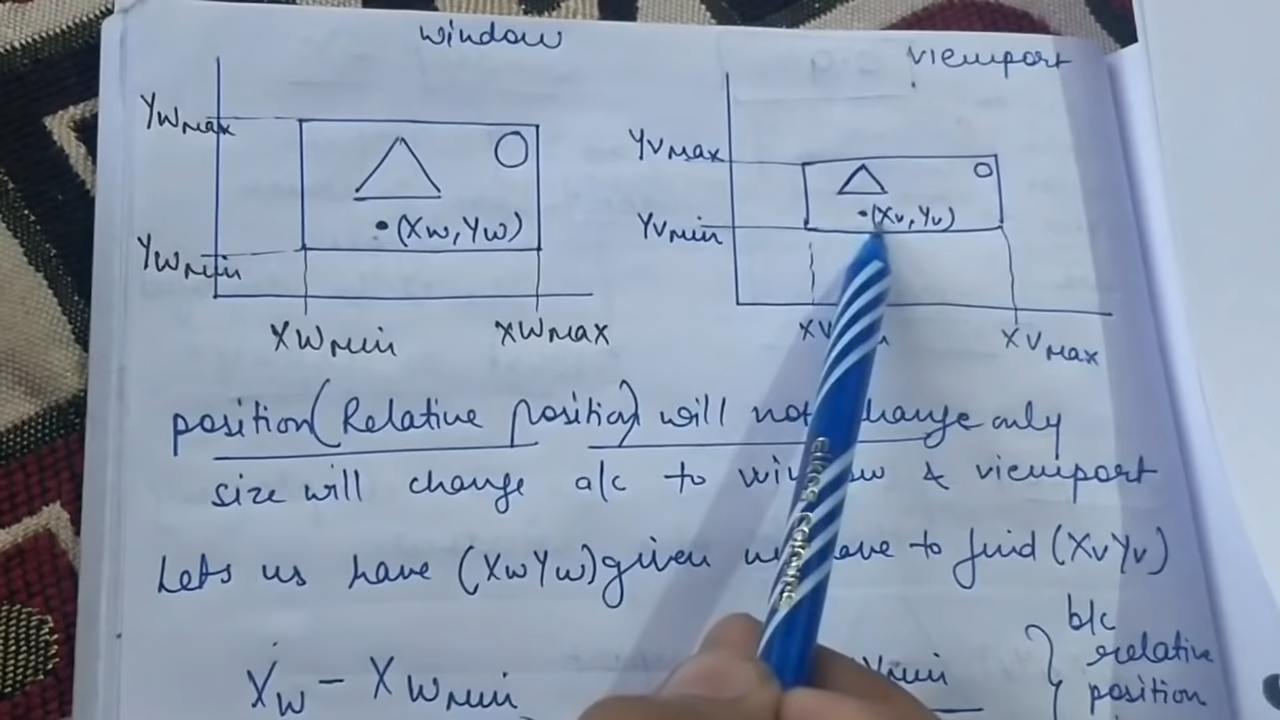 window
viewport
YWmax
YVmax
•(Xw,Yw)
•(Xv,Yv)
YVmin
YWmin
XWmin
XWmax
XVmax
position(Relative position) will not change only
size will change a/c to window & viewport
Lets us have (XwYw)given we have to find (XvYv)
b/c
relative
position
Xw - XWmin